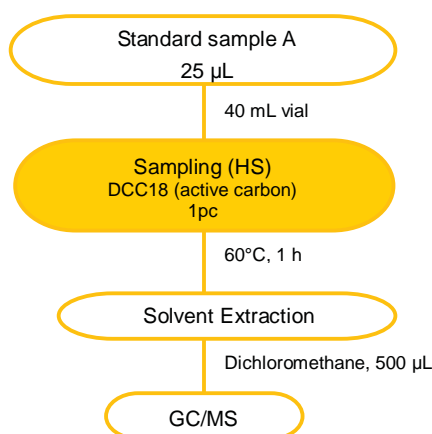 Standard sample A
25 µL
40 mL vial
Sampling (HS)
DCC18 (active carbon)
1pc
60°C, 1 h
Solvent Extraction
Dichloromethane, 500 µL
GC/MS